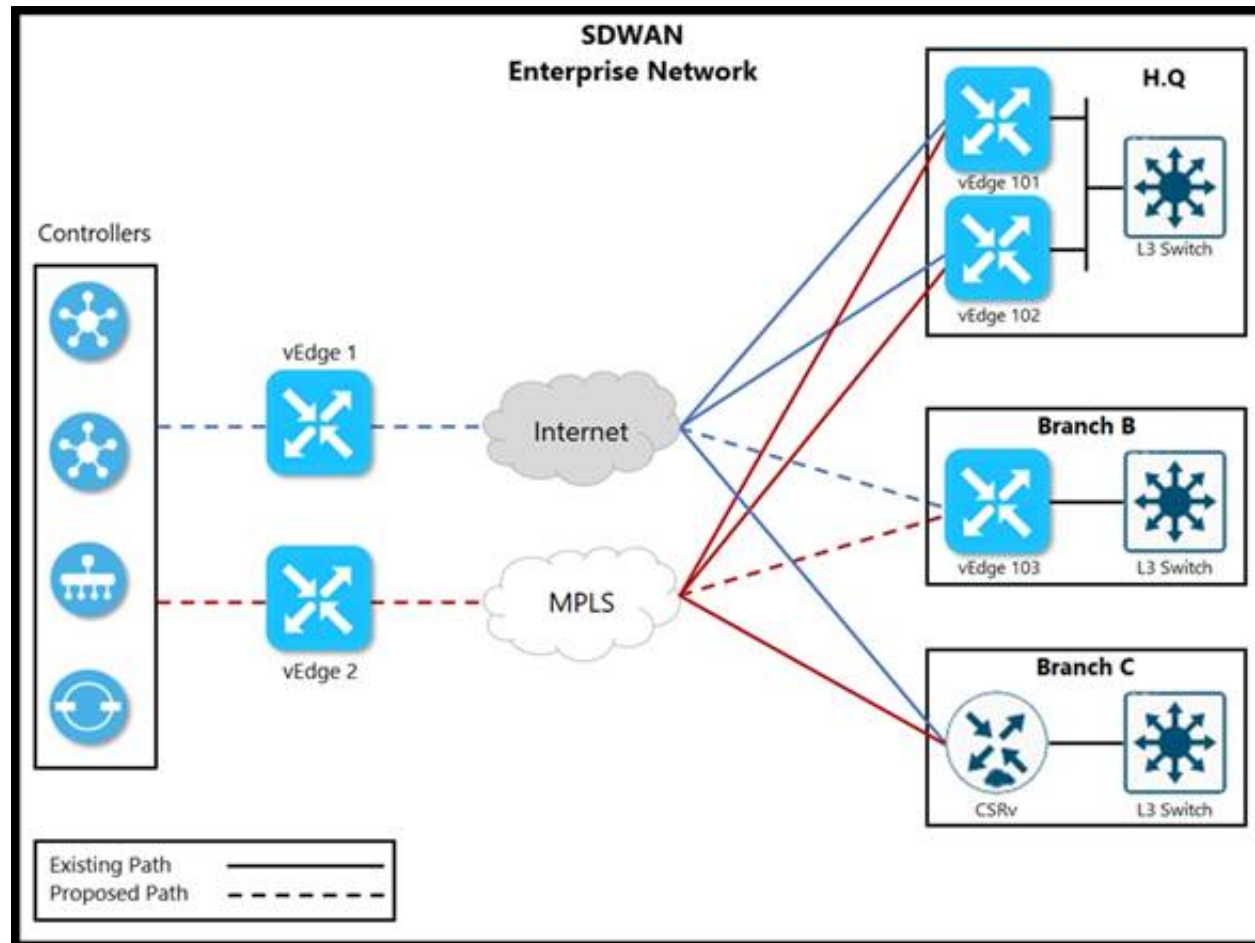 SDWAN
Enterprise Network
H.Q
vEdge 101
L3 Switch
vEdge 102
Controllers
vEdge 1
Internet
Branch B
vEdge 103
L3 Switch
MPLS
vEdge 2
Branch C
CSRv
L3 Switch
Existing Path
Proposed Path